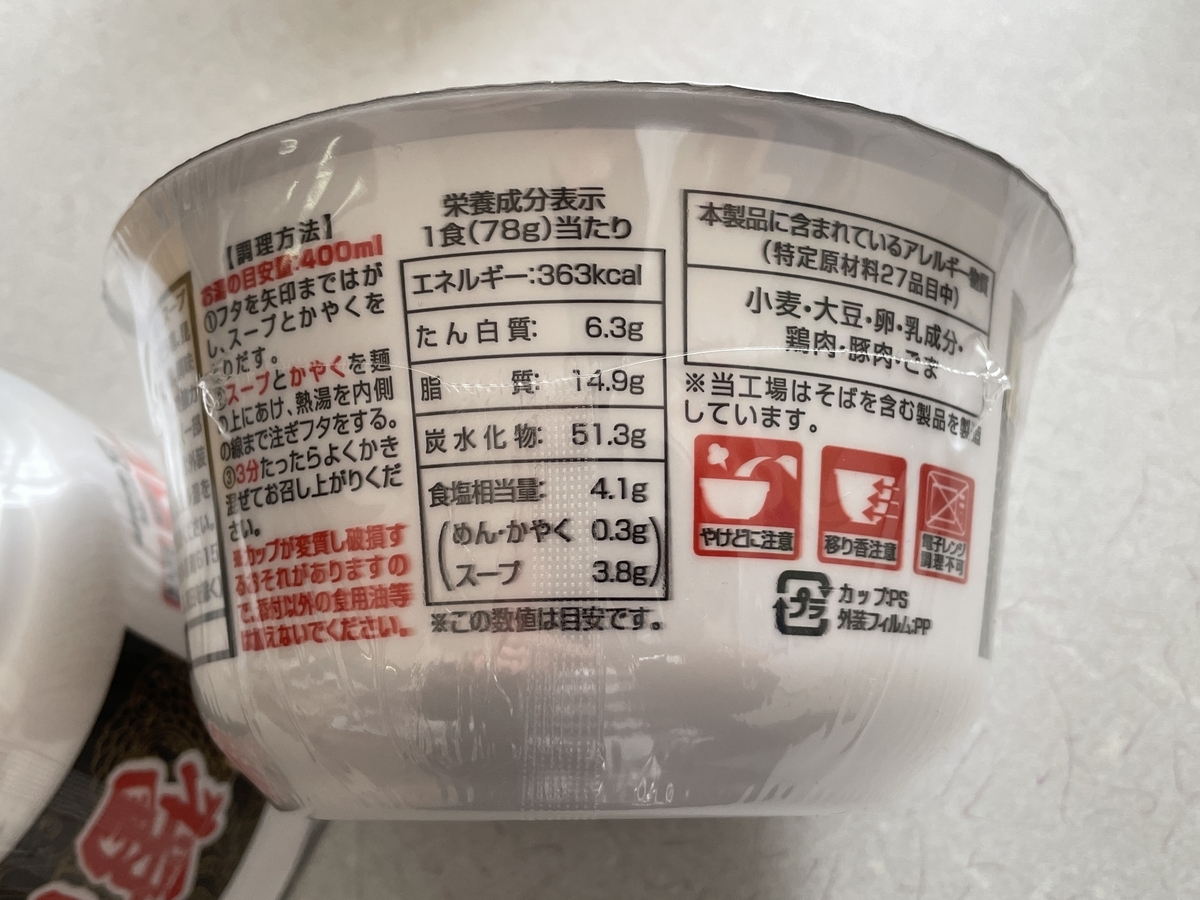 【調理方法】
お湯の目安量:400ml
①フタを矢印まではが
し、スープとかやくを
とりだす。
②スープとかやくを麺
の上にあけ、熱湯を内側
の線まで注ぎフタをする。
③3分たったらよくかき
混ぜてお召し上がりくだ
さい。
※カップが変質し破損す
るおそれがありますの
で、添付以外の食用油等
は加えないでください。
栄養成分表示
1食(78g)当たり
エネルギー:363kcal
たん白質: 6.3g
脂質: 14.9g
炭水化物: 51.3g
食塩相当量: 4.1g
(めん・かやく 0.3g
スープ 3.8g)
※この数値は目安です。
本製品に含まれているアレルギー物質
(特定原材料27品目中)
小麦・大豆・卵・乳成分・
鶏肉・豚肉・ごま
※当工場はそばを含む製品を製造
しています。
やけどに注意
移り香注意
電子レンジ
調理不可
プラ
カップ:PS
外装フィルム:PP